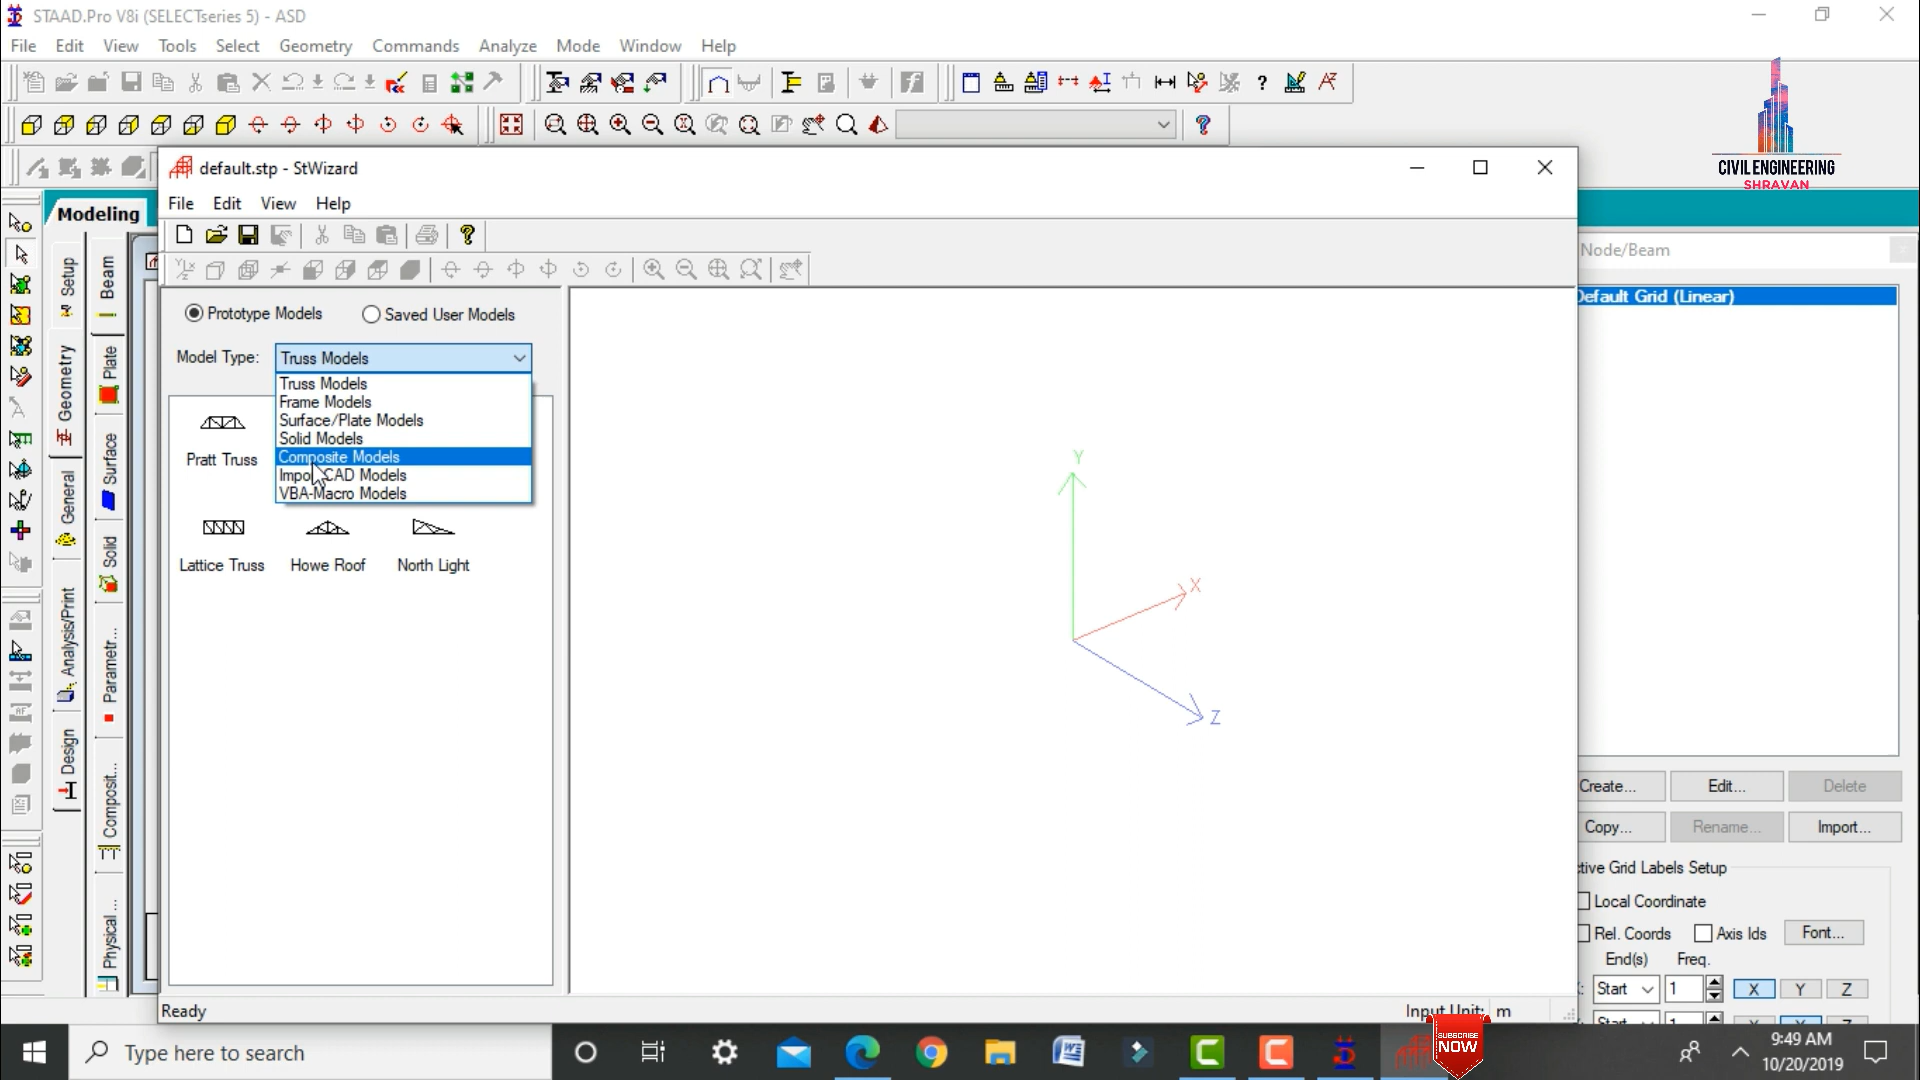 STAAD.Pro V8i (SELECTseries 5) - ASD
File Edit View Tools Select Geometry Commands Analyze Mode Window Help
CIVIL ENGINEERING
SHRAVAN
default.stp - StWizard
File Edit View Help
Modeling
Setup
Geometry
General
Analysis/Print
Design
Beam
Plate
Surface
Solid
Parametr...
Composit...
Physical ...
Prototype Models Saved User Models
Model Type: Truss Models
Truss Models
Frame Models
Surface/Plate Models
Solid Models
Composite Models
Import CAD Models
VBA-Macro Models
Pratt Truss
Lattice Truss Howe Roof North Light
Y
X
Z
Ready
Input Unit: m
Node/Beam
Default Grid (Linear)
Create... Edit... Delete
Copy... Rename... Import...
ctive Grid Labels Setup
Local Coordinate
Rel. Coords Axis Ids Font...
End(s) Freq.
: Start 1 X Y Z
Type here to search
SUBSCRIBE
NOW
9:49 AM
10/20/2019